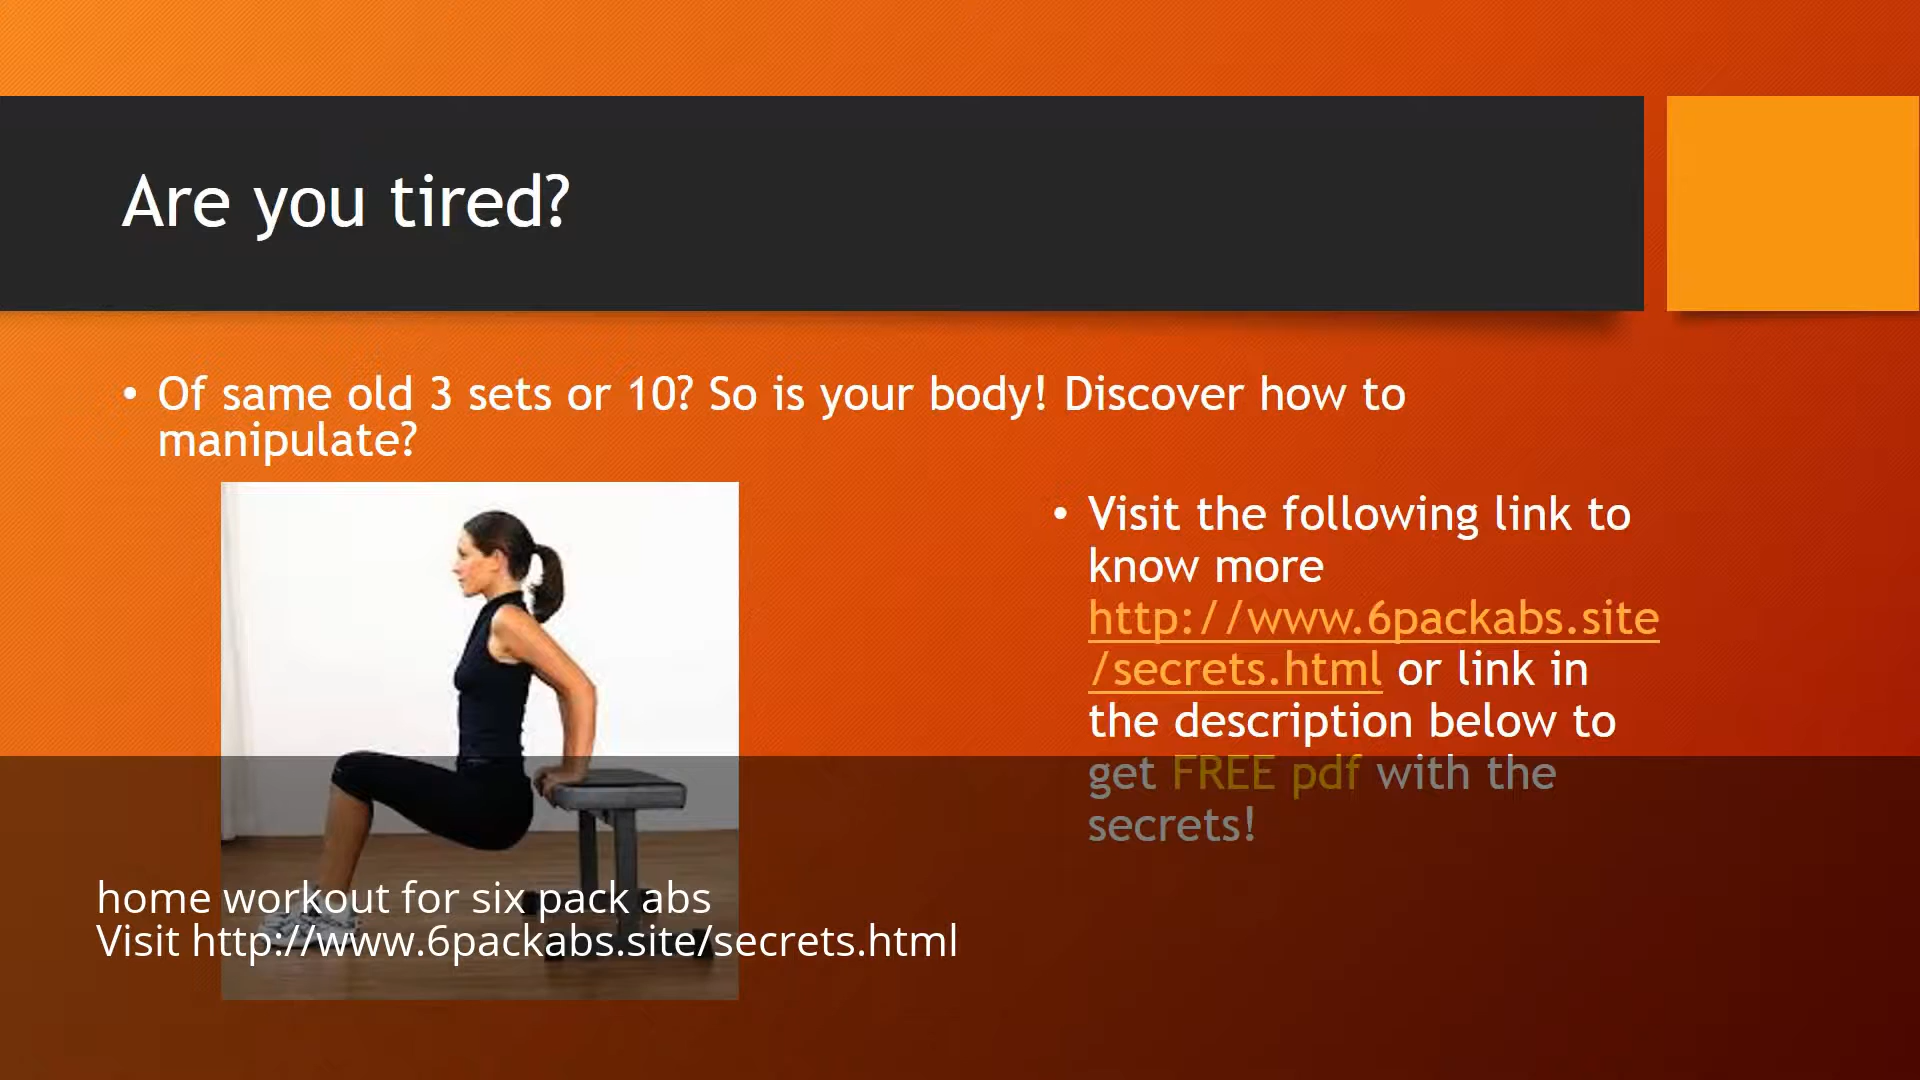 Are you tired?
• Of same old 3 sets or 10? So is your body! Discover how to
manipulate?
• Visit the following link to
know more
http://www.6packabs.site
/secrets.html or link in
the description below to
get FREE pdf with the
secrets!
home workout for six pack abs
Visit http://www.6packabs.site/secrets.html